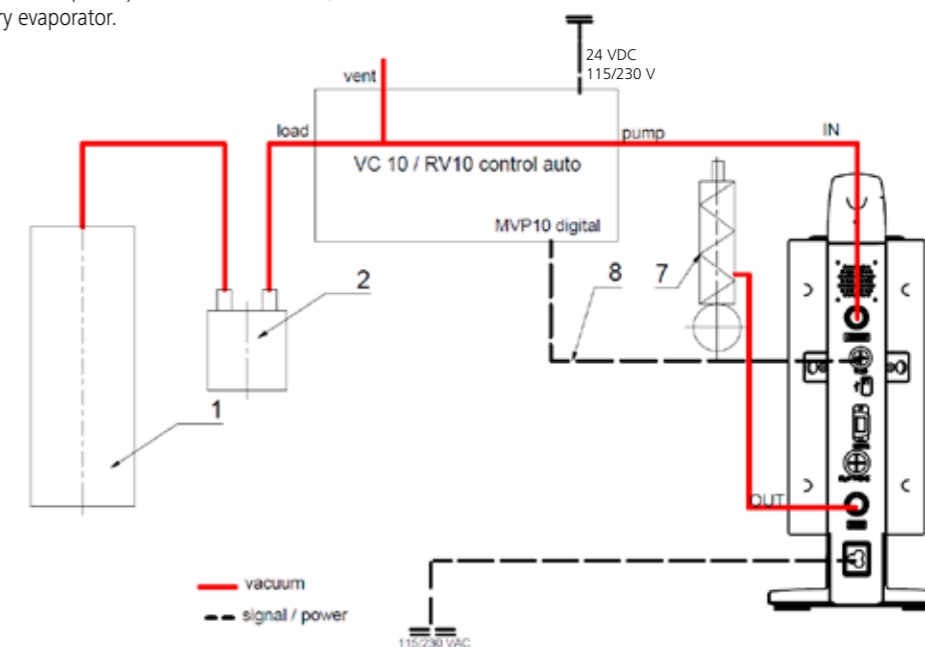 ry evaporator.
24 VDC
115/230 V
vent
load
pump
IN
VC 10 / RV10 control auto
MVP10 digital
8
7
2
1
OUT
vacuum
signal / power
115/230 VAC